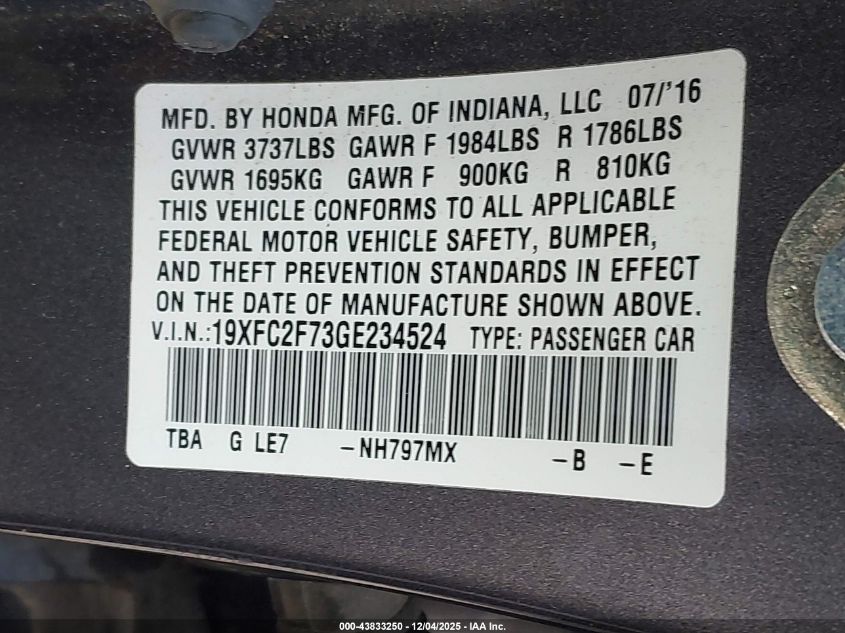 MFD. BY HONDA MFG. OF INDIANA, LLC 07/'16
GVWR 3737LBS GAWR F 1984LBS R 1786LBS
GVWR 1695KG GAWR F 900KG R 810KG
THIS VEHICLE CONFORMS TO ALL APPLICABLE
FEDERAL MOTOR VEHICLE SAFETY, BUMPER,
AND THEFT PREVENTION STANDARDS IN EFFECT
ON THE DATE OF MANUFACTURE SHOWN ABOVE.
V.I.N.:19XFC2F73GE234524 TYPE: PASSENGER CAR
TBA G LE7 -NH797MX -B -E
000-43833250 - 12/04/2025 - IAA Inc.